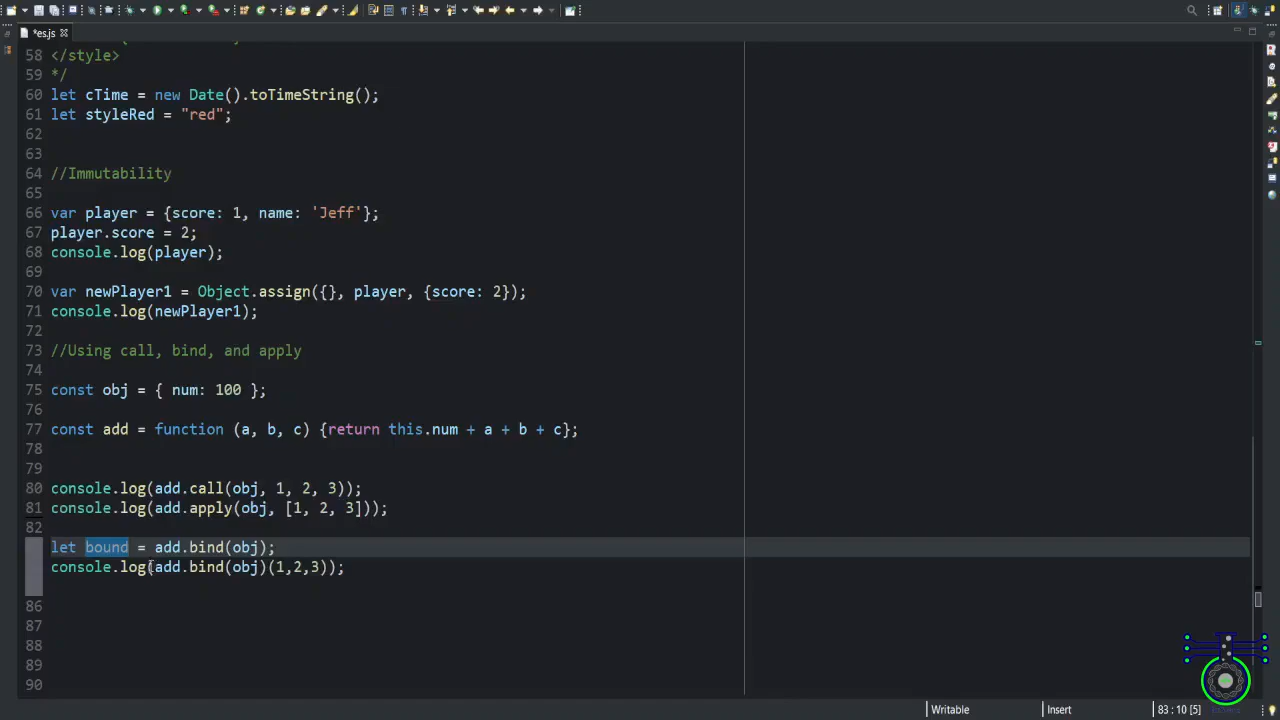 *es.js
58 </style>
59 */
60 let cTime = new Date().toTimeString();
61 let styleRed = "red";
62
63
64 //Immutability
65
66 var player = {score: 1, name: 'Jeff'};
67 player.score = 2;
68 console.log(player);
69
70 var newPlayer1 = Object.assign({}, player, {score: 2});
71 console.log(newPlayer1);
72
73 //Using call, bind, and apply
74
75 const obj = { num: 100 };
76
77 const add = function (a, b, c) {return this.num + a + b + c};
78
79
80 console.log(add.call(obj, 1, 2, 3));
81 console.log(add.apply(obj, [1, 2, 3]));
82
let bound = add.bind(obj);
console.log(add.bind(obj)(1,2,3));
86
87
88
89
90
Writable Insert 83 : 10 [5]